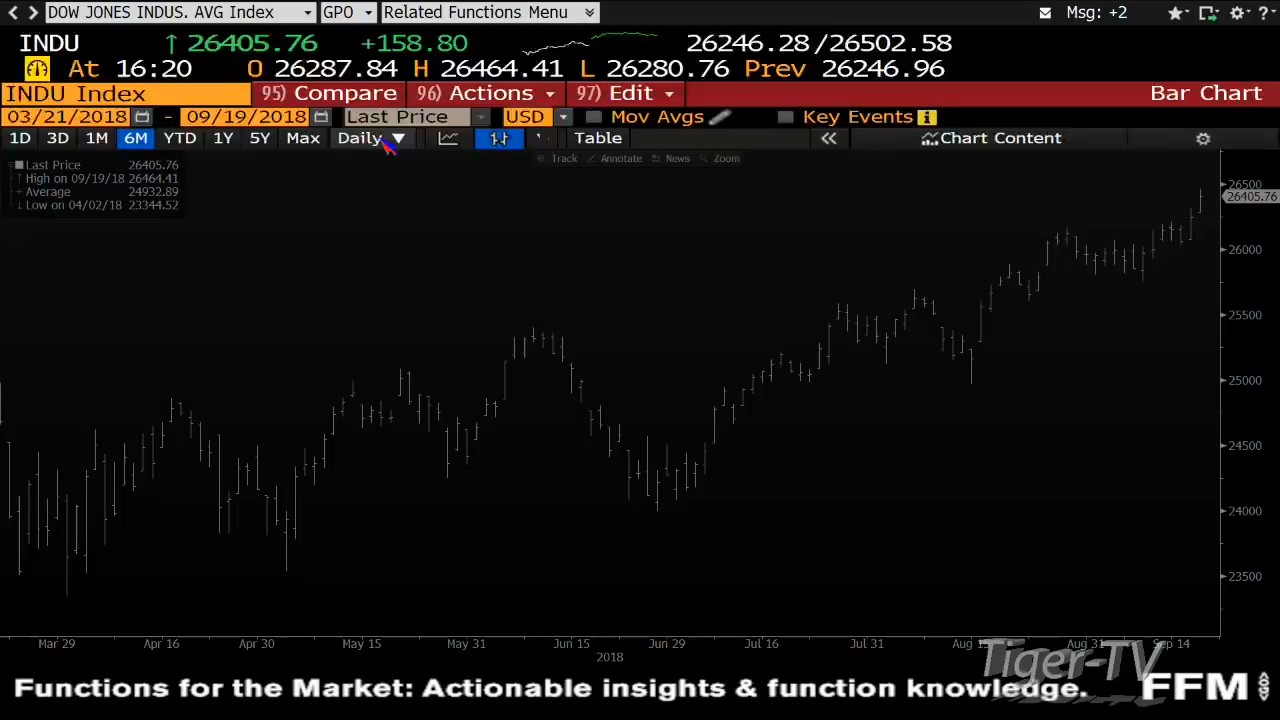 DOW JONES INDUS. AVG Index GPO Related Functions Menu Msg: +2
INDU 26405.76 +158.80 26246.28 /26502.58
At 16:20 O 26287.84 H 26464.41 L 26280.76 Prev 26246.96
INDU Index 95) Compare 96) Actions 97) Edit Bar Chart
03/21/2018 - 09/19/2018 Last Price USD Mov Avgs Key Events
1D 3D 1M 6M YTD 1Y 5Y Max Daily Table Chart Content
Track Annotate News Zoom
Last Price 26405.76
High on 09/19/18 26464.41
Average 24932.89
Low on 04/02/18 23344.52
26500
26405.76
26000
25500
25000
24500
24000
23500
Mar 29 Apr 16 Apr 30 May 15 May 31 Jun 15 Jun 29 Jul 16 Jul 31 Aug 15 Aug 31 Sep 14
2018
Tiger-TV
Functions for the Market: Actionable insights & function knowledge. FFM